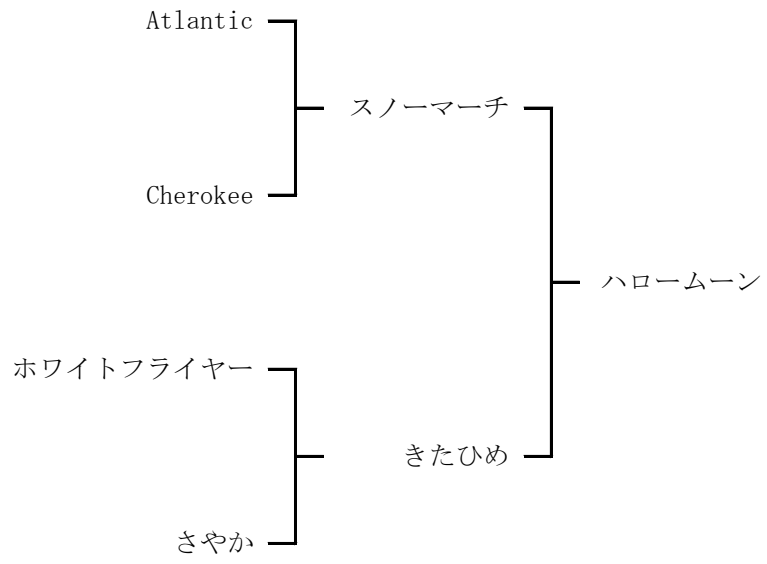 Atlantic
スノーマーチ
Cherokee
ハロームーン
ホワイトフライヤー
きたひめ
さやか